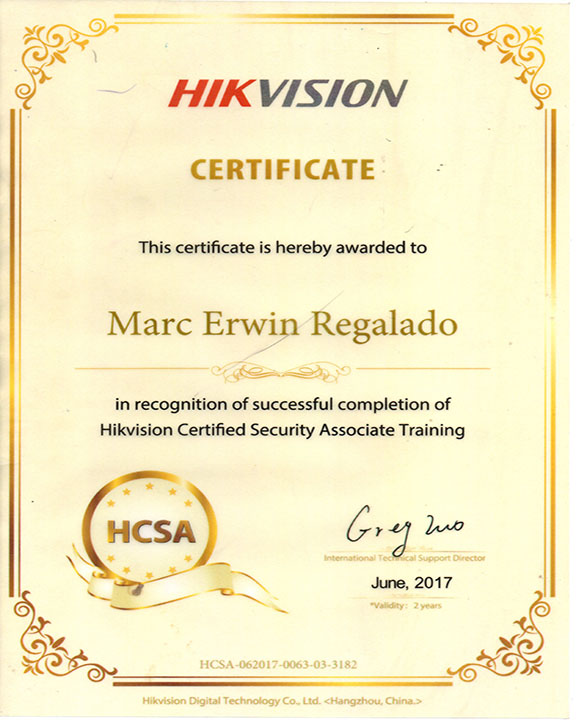 HIKVISION
CERTIFICATE
This certificate is hereby awarded to
Marc Erwin Regalado
in recognition of successful completion of
Hikvision Certified Security Associate Training
HCSA
Greg Zuo
International Technical Support Director
June, 2017
*Validity : 2 years
HCSA-062017-0063-03-3182
Hikvision Digital Technology Co., Ltd. <Hangzhou, China.>